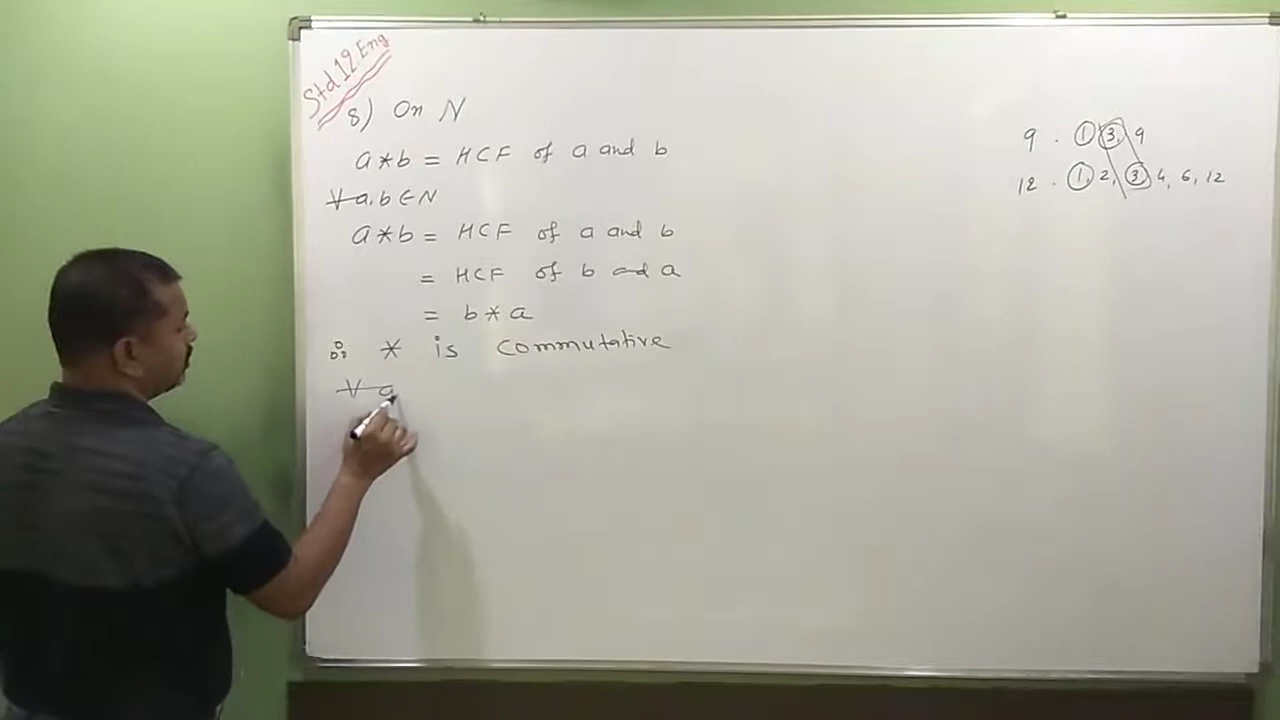 Std 12 Eng
8) On N
a * b = HCF of a and b
∀ a, b ∈ N
a * b = HCF of a and b
= HCF of b and a
= b * a
∴ * is commutative
∀ a
9 . 1 3, 9
12 . 1, 2, 3, 4, 6, 12